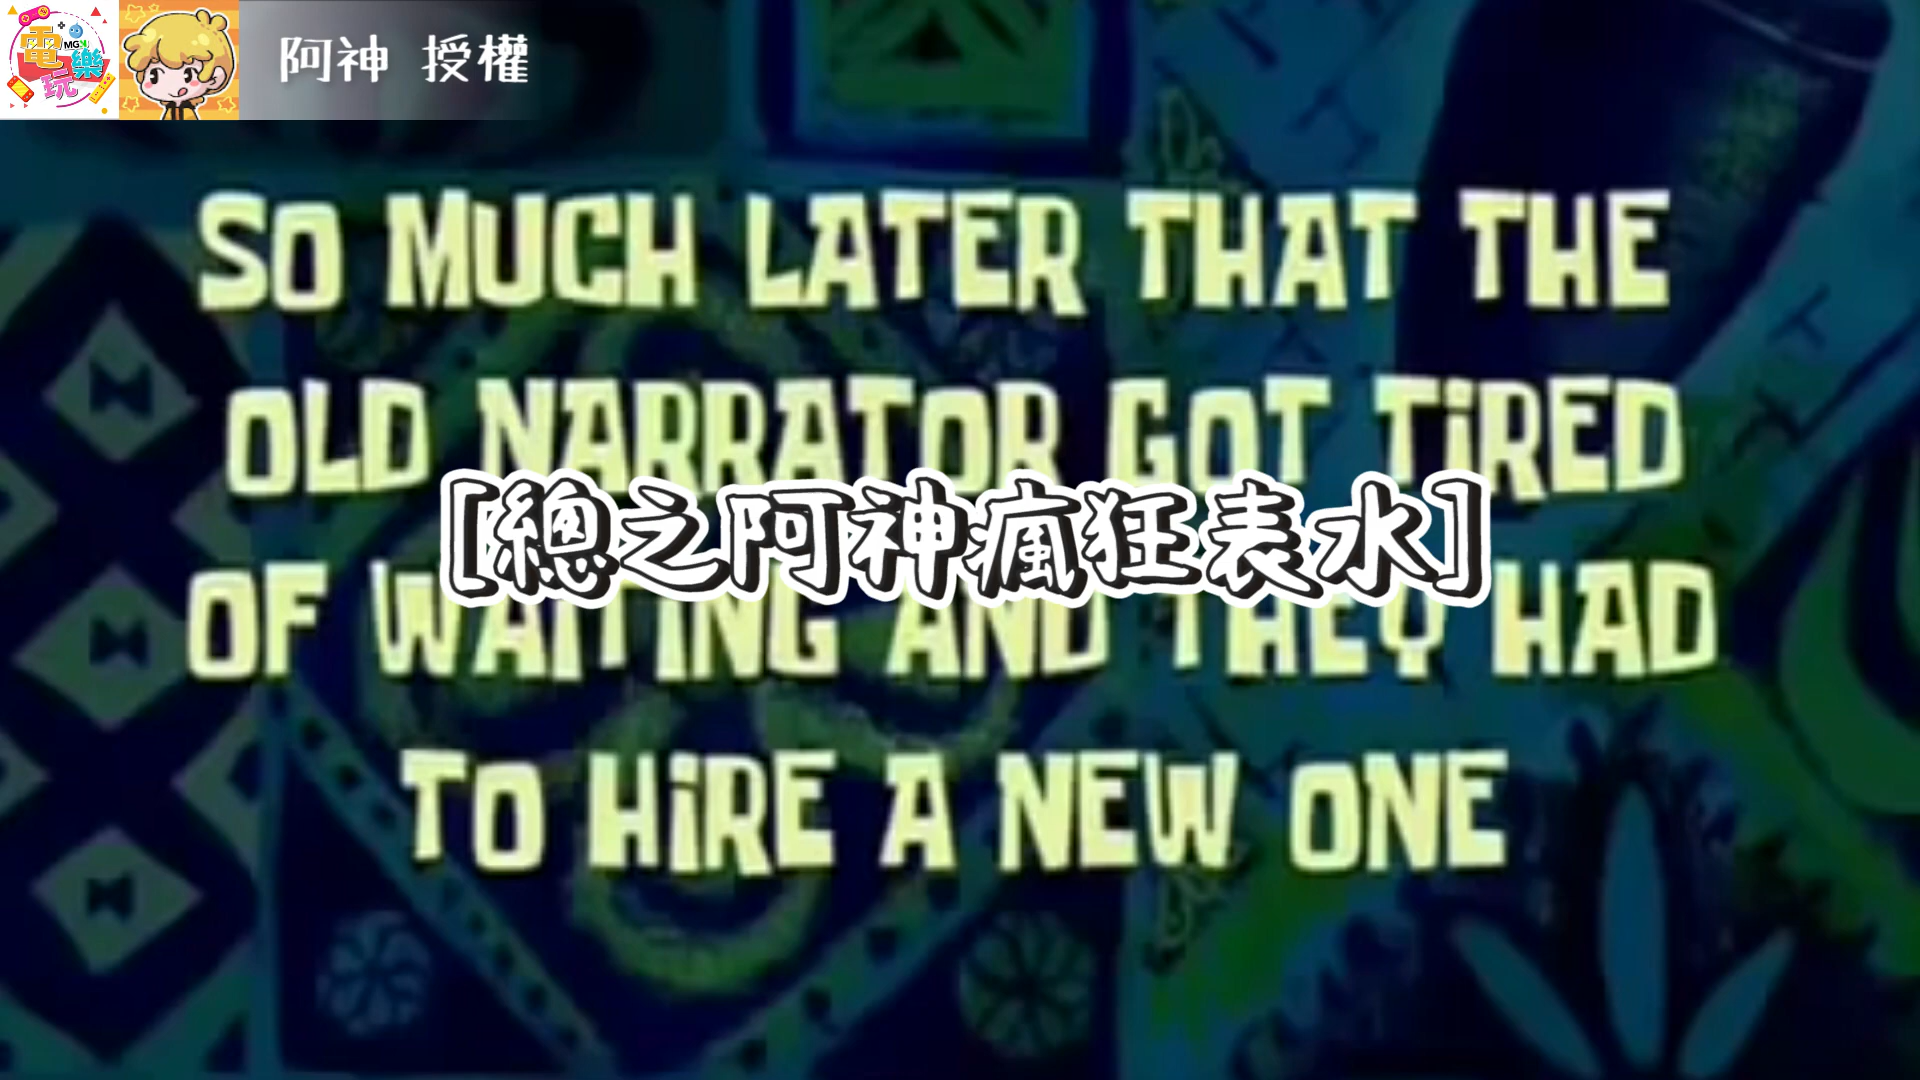 電玩樂
MGN
阿神 授權
SO MUCH LATER THAT THE
OLD NARRATOR GOT TIRED
[總之阿神瘋狂表水]
OF WAITING AND THEY HAD
TO HIRE A NEW ONE